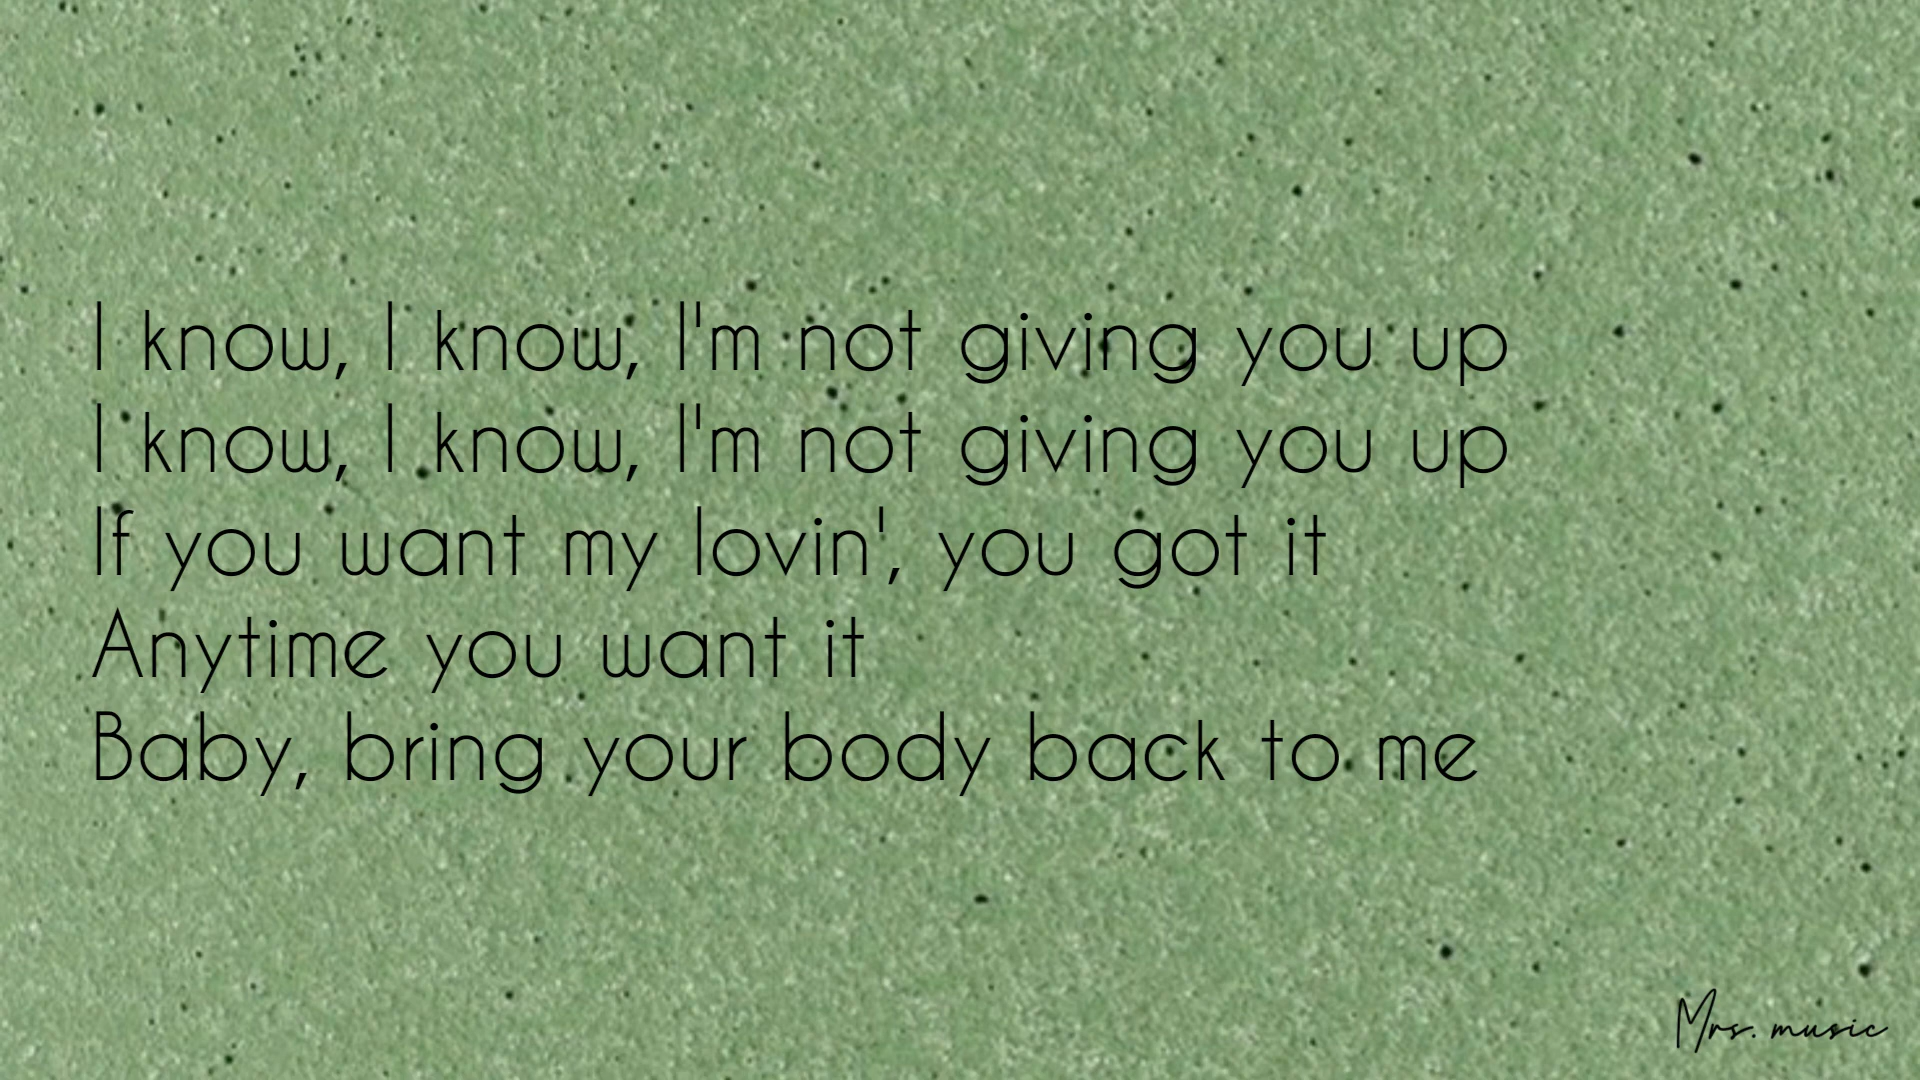 I know, I know, I'm not giving you up
I know, I know, I'm not giving you up
If you want my lovin', you got it
Anytime you want it
Baby, bring your body back to me
Mrs. music